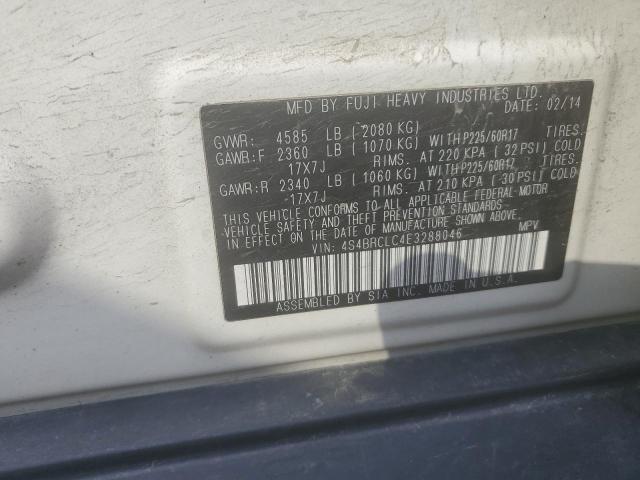 MFD BY FUJI HEAVY INDUSTRIES LTD.
DATE: 02/14
GVWR: 4585 LB (2080 KG)
GAWR:F 2360 LB (1070 KG) WITH P225/60R17 TIRES.
17X7J RIMS. AT 220 KPA (32 PSI) COLD
GAWR:R 2340 LB (1060 KG) WITH P225/60R17 TIRES.
-17X7J RIMS. AT 210 KPA (-30 PSI) COLD
THIS VEHICLE CONFORMS TO ALL APPLICABLE FEDERAL MOTOR
VEHICLE SAFETY AND THEFT PREVENTION STANDARDS
IN EFFECT ON THE DATE OF MANUFACTURE SHOWN ABOVE.
VIN: 4S4BRCLC4E3288046 MPV
ASSEMBLED BY SIA INC. MADE IN U.S.A.